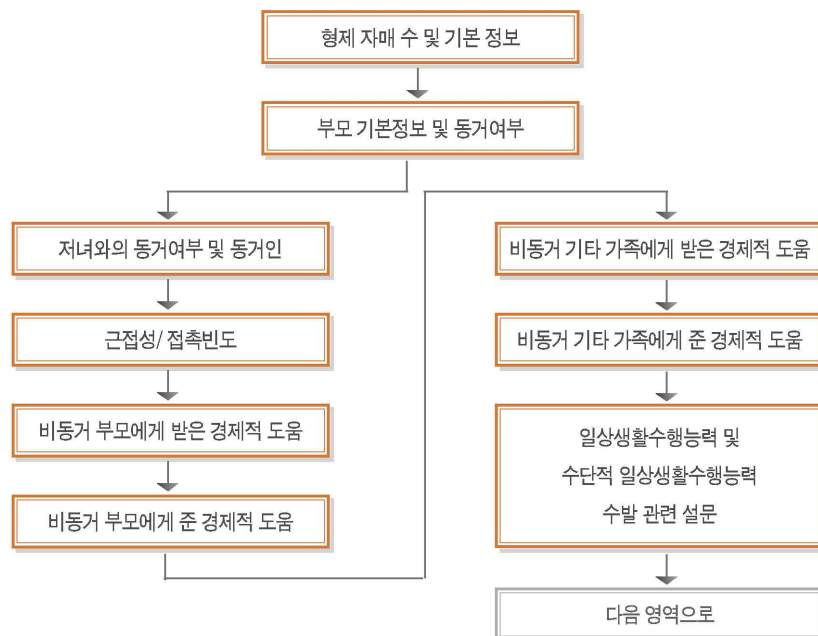 형제 자매 수 및 기본 정보
부모 기본정보 및 동거여부
저녀와의 동거여부 및 동거인
근접성/ 접촉빈도
비동거 부모에게 받은 경제적 도움
비동거 부모에게 준 경제적 도움
비동거 기타 가족에게 받은 경제적 도움
비동거 기타 가족에게 준 경제적 도움
일상생활수행능력 및
수단적 일상생활수행능력
수발 관련 설문
다음 영역으로